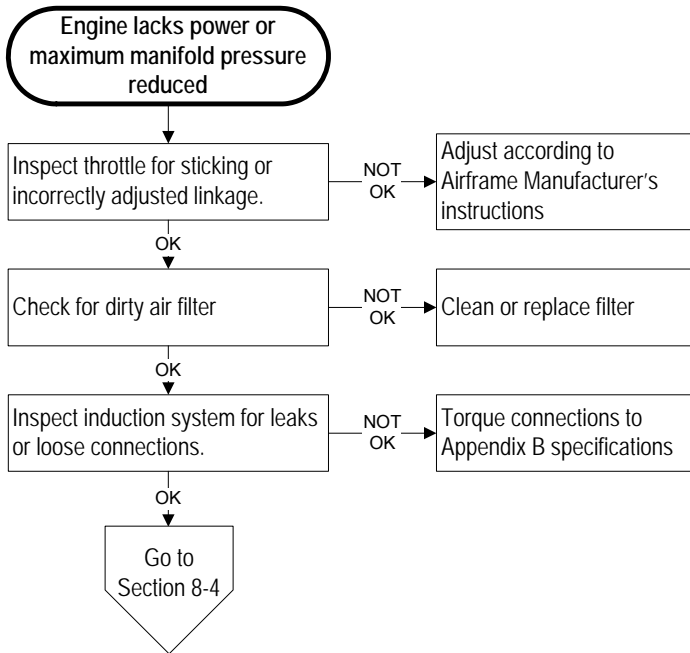 Engine lacks power or
maximum manifold pressure
reduced
Inspect throttle for sticking or
incorrectly adjusted linkage.
NOT
OK
Adjust according to
Airframe Manufacturer's
instructions
OK
Check for dirty air filter
NOT
OK
Clean or replace filter
OK
Inspect induction system for leaks
or loose connections.
NOT
OK
Torque connections to
Appendix B specifications
OK
Go to
Section 8-4